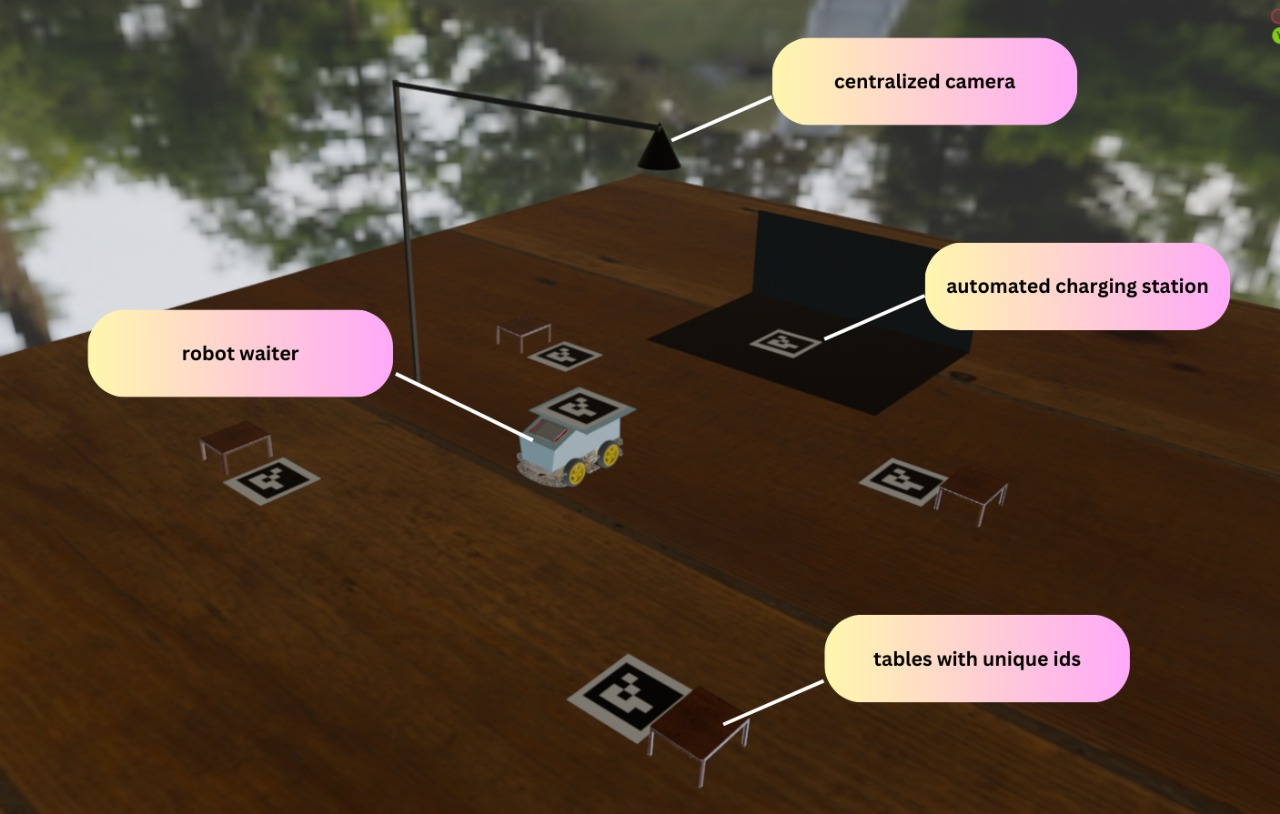 centralized camera
automated charging station
robot waiter
tables with unique ids